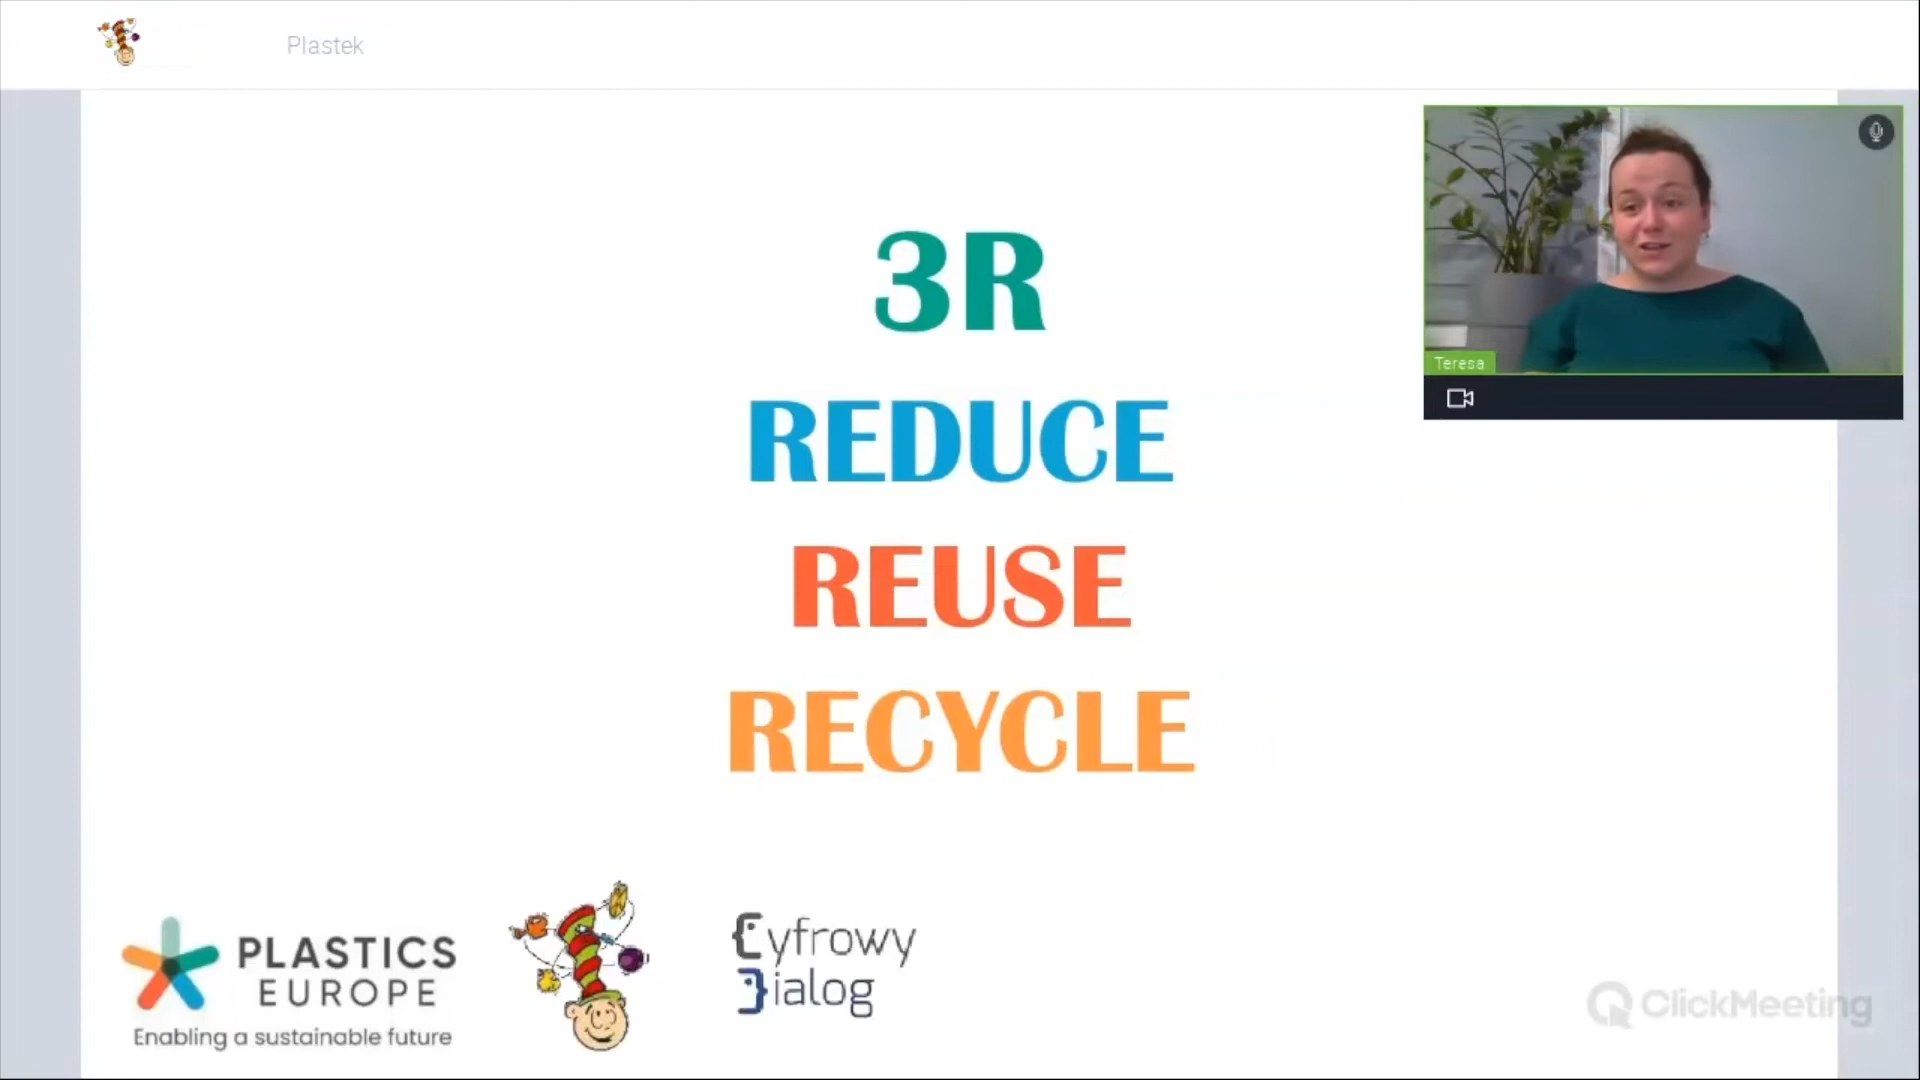 Plastek
3R
REDUCE
REUSE
RECYCLE
Teresa
PLASTICS
EUROPE
Enabling a sustainable future
Cyfrowy
Dialog
ClickMeeting